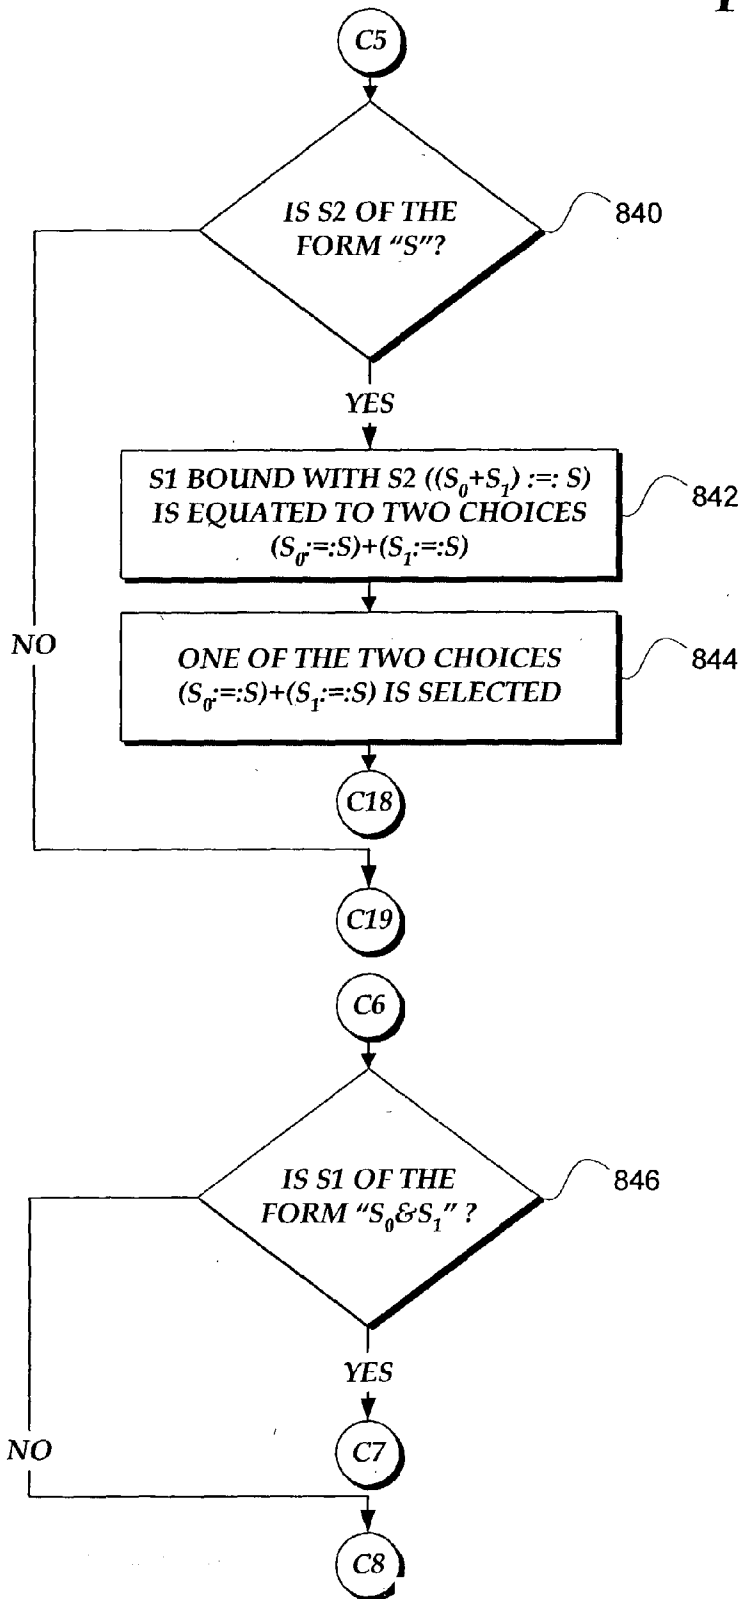 C5
IS S2 OF THE
FORM "S"?
840
YES
S1 BOUND WITH S2 ((S₀+S₁) :=: S)
IS EQUATED TO TWO CHOICES
(S₀:=:S)+(S₁:=:S)
842
NO
ONE OF THE TWO CHOICES
(S₀:=:S)+(S₁:=:S) IS SELECTED
844
C18
C19
C6
IS S1 OF THE
FORM "S₀&S₁" ?
846
YES
NO
C7
C8